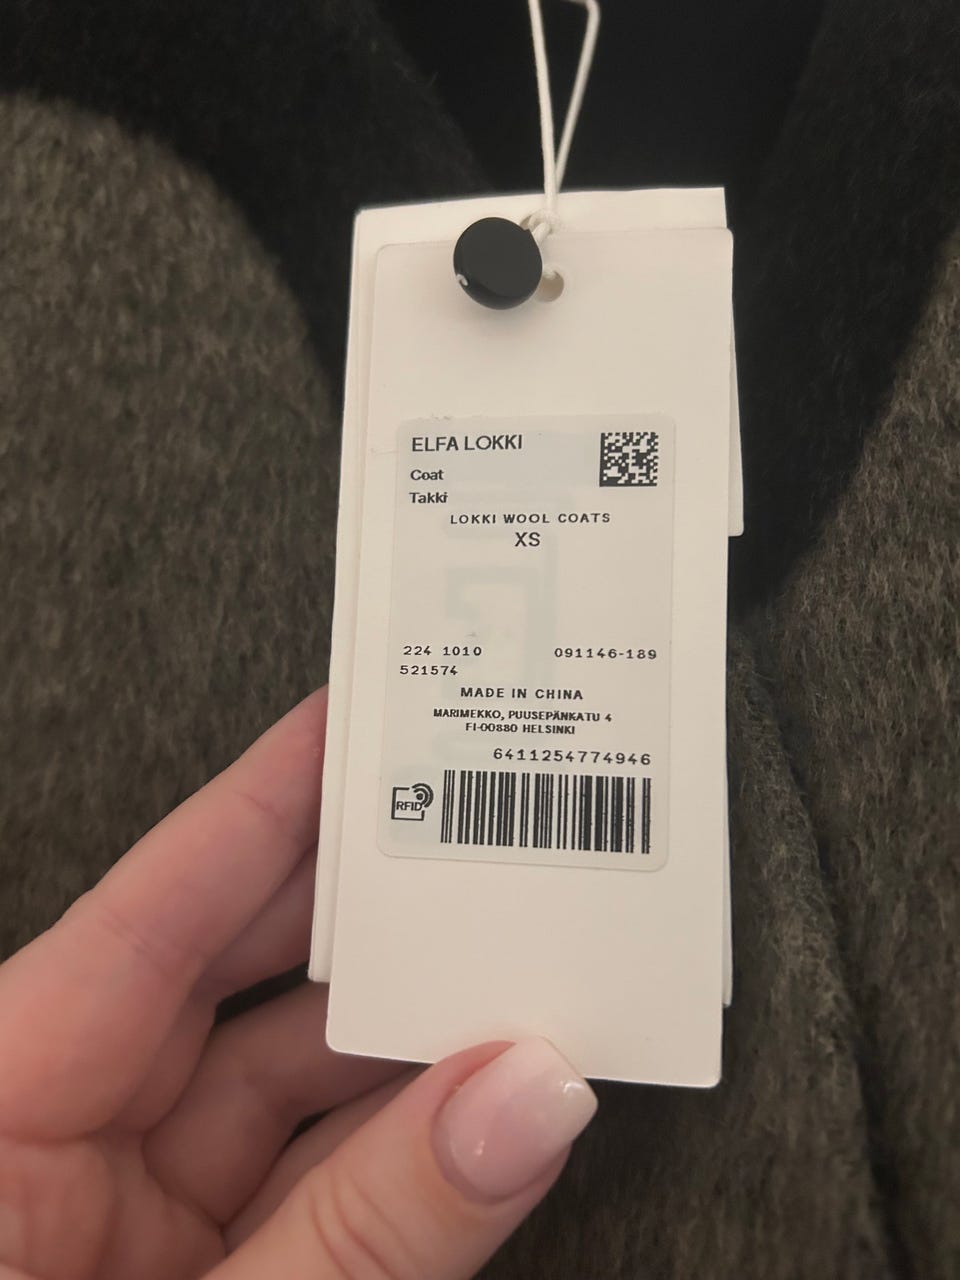 ELFA LOKKI
Coat
Takki
LOKKI WOOL COATS
XS
224 1010 091146-189
521574
MADE IN CHINA
MARIMEKKO, PUUSEPÄNKATU 4
FI-00880 HELSINKI
6411254774946
RFID